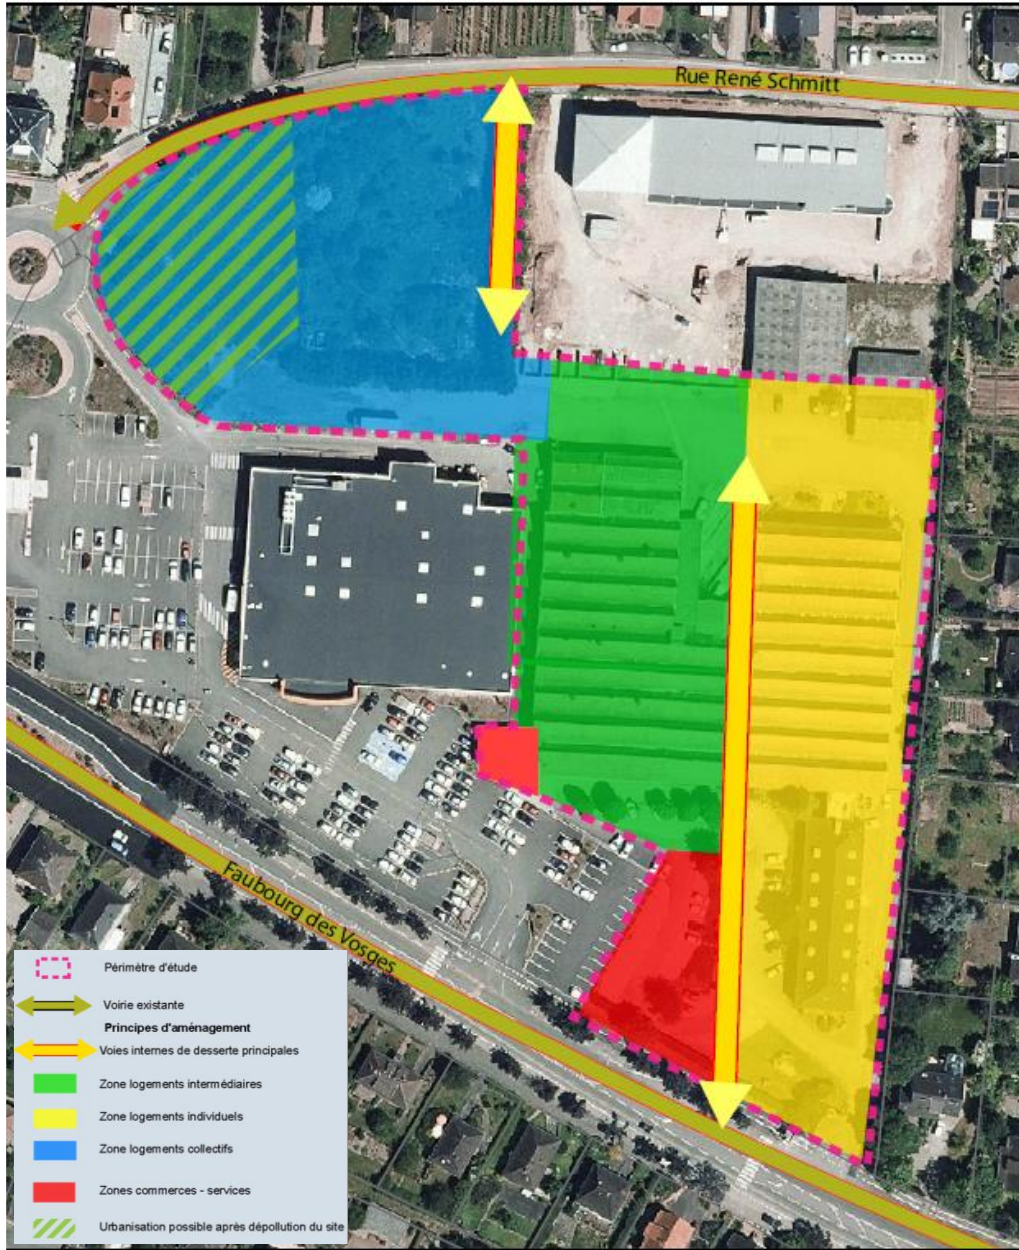 Rue René Schmitt
Faubourg des Vosges
Périmètre d'étude
Voirie existante
Principes d'aménagement
Voies internes de desserte principales
Zone logements intermédiaires
Zone logements individuels
Zone logements collectifs
Zones commerces - services
Urbanisation possible après dépollution du site